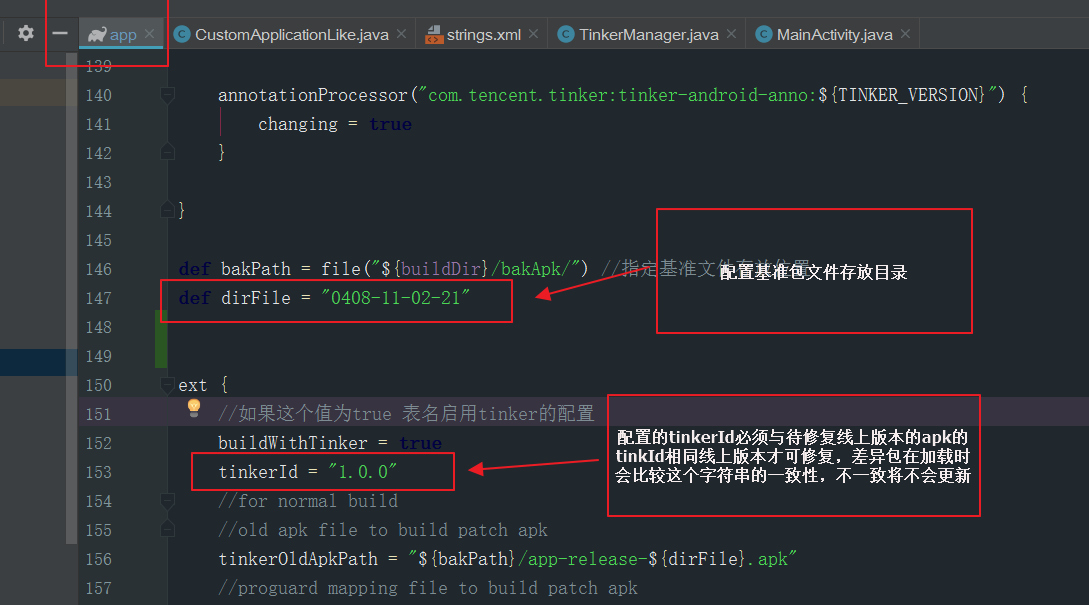 app CustomApplicationLike.java strings.xml TinkerManager.java MainActivity.java
139
140 annotationProcessor("com.tencent.tinker:tinker-android-anno:${TINKER_VERSION}") {
141 changing = true
142 }
143
144 }
145
146 def bakPath = file("${buildDir}/bakApk/") //指定基准文件存放位置
配置基准包文件存放目录
147 def dirFile = "0408-11-02-21"
148
149
150 ext {
151 //如果这个值为true 表名启用tinker的配置
152 buildWithTinker = true
153 tinkerId = "1.0.0"
配置的tinkerId必须与待修复线上版本的apk的
tinkId相同线上版本才可修复，差异包在加载时
会比较这个字符串的一致性，不一致将不会更新
154 //for normal build
155 //old apk file to build patch apk
156 tinkerOldApkPath = "${bakPath}/app-release-${dirFile}.apk"
157 //proguard mapping file to build patch apk